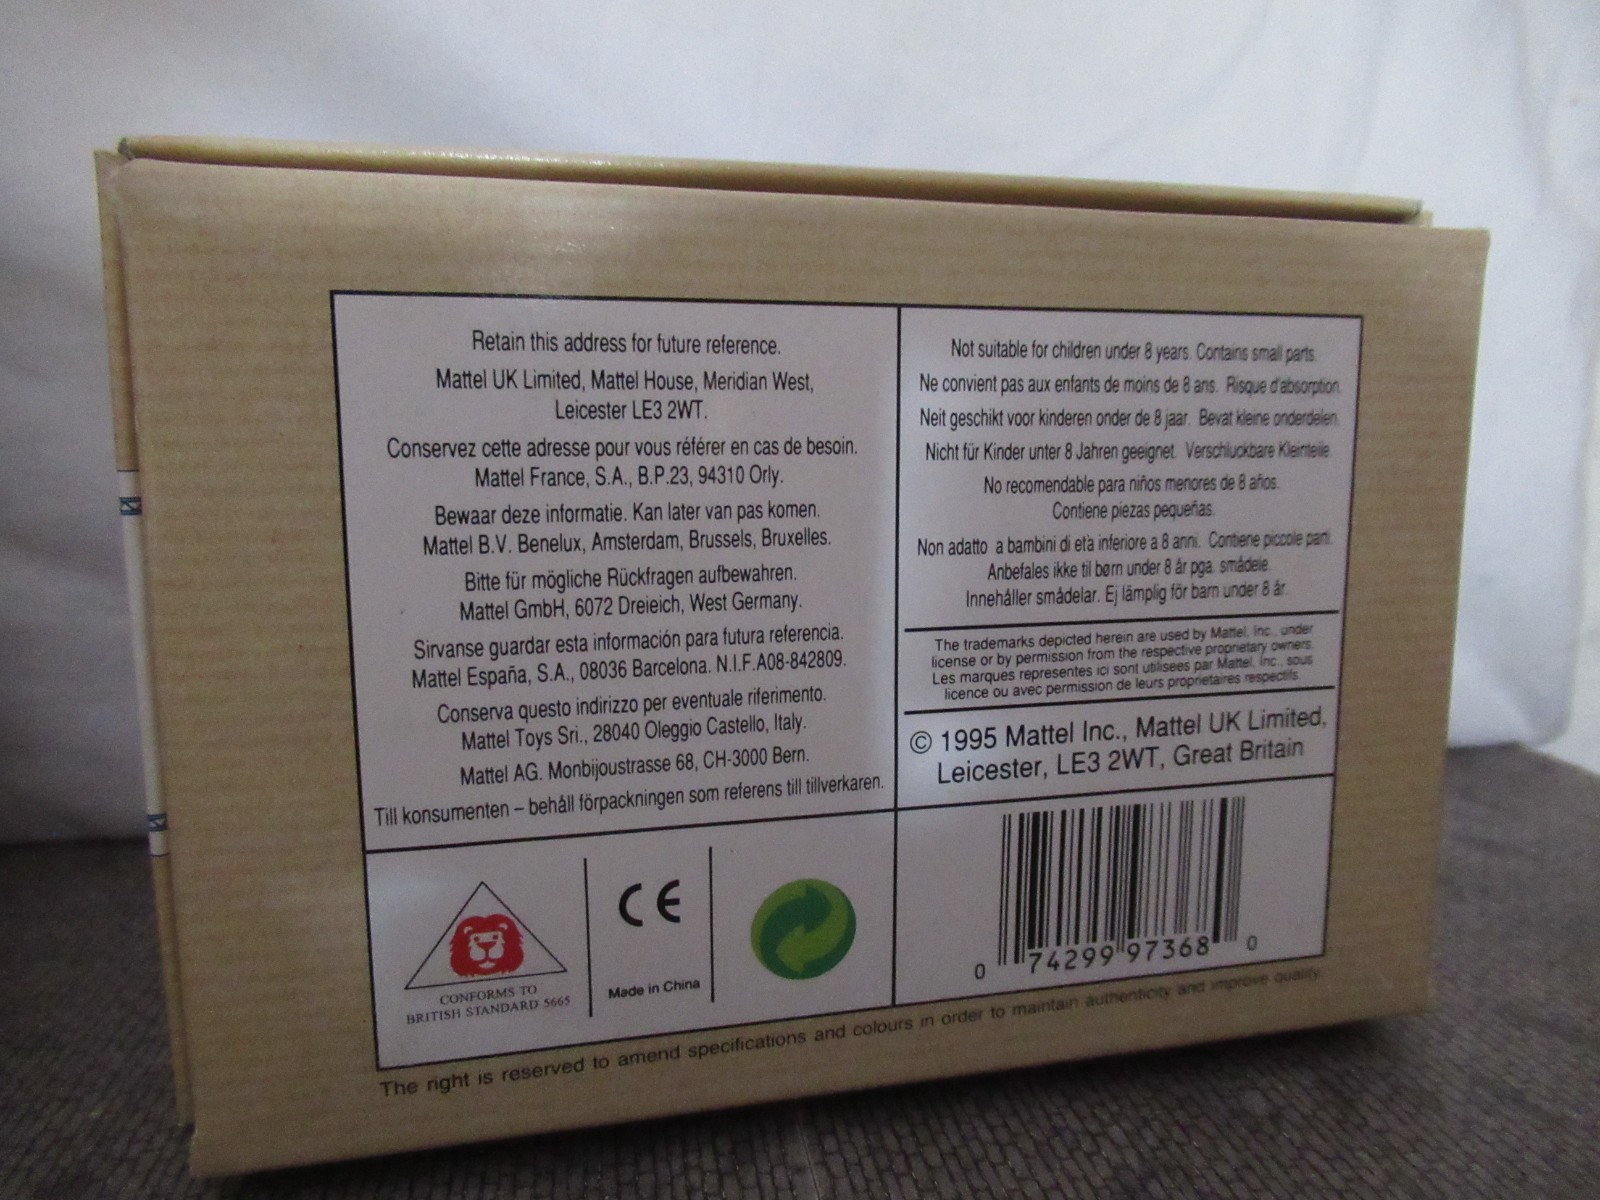 Retain this address for future reference.
Mattel UK Limited, Mattel House, Meridian West,
Leicester LE3 2WT.
Conservez cette adresse pour vous référer en cas de besoin.
Mattel France, S.A., B.P.23, 94310 Orly.
Bewaar deze informatie. Kan later van pas komen.
Mattel B.V. Benelux, Amsterdam, Brussels, Bruxelles.
Bitte für mögliche Rückfragen aufbewahren.
Mattel GmbH, 6072 Dreieich, West Germany.
Sirvanse guardar esta información para futura referencia.
Mattel España, S.A., 08036 Barcelona. N.I.F.A08-842809.
Conserva questo indirizzo per eventuale riferimento.
Mattel Toys Sri., 28040 Oleggio Castello, Italy.
Mattel AG. Monbijoustrasse 68, CH-3000 Bern.
Till konsumenten – behåll förpackningen som referens till tillverkaren.
Not suitable for children under 8 years. Contains small parts.
Ne convient pas aux enfants de moins de 8 ans. Risque d'absorption.
Neit geschikt voor kinderen onder de 8 jaar. Bevat kleine onderdelen.
Nicht für Kinder unter 8 Jahren geeignet. Verschluckbare Kleinteile
No recomendable para niños menores de 8 años.
Contiene piezas pequeñas.
Non adatto a bambini di età inferiore a 8 anni. Contiene piccole parti.
Anbefales ikke til børn under 8 år pga. smådele.
Innehåller smådelar. Ej lämplig för barn under 8 år.
The trademarks depicted herein are used by Mattel, Inc., under
license or by permission from the respective proprietary owners.
Les marques representes ici sont utilisees par Mattel, Inc., sous
licence ou avec permission de leurs proprietaires respectifs.
© 1995 Mattel Inc., Mattel UK Limited,
Leicester, LE3 2WT, Great Britain
CONFORMS TO
BRITISH STANDARD 5665
CE
Made in China
0 74299 97368 0
The right is reserved to amend specifications and colours in order to maintain authenticity and improve quality.